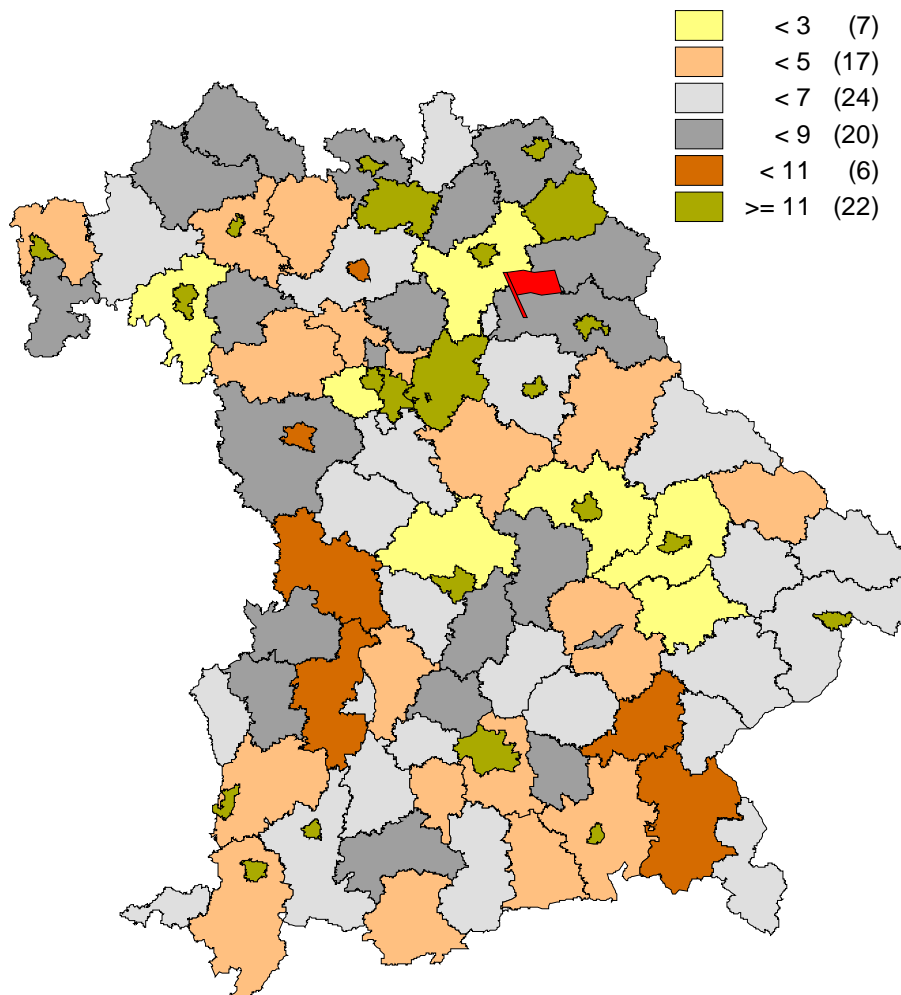 < 3 (7)
< 5 (17)
< 7 (24)
< 9 (20)
< 11 (6)
>= 11 (22)